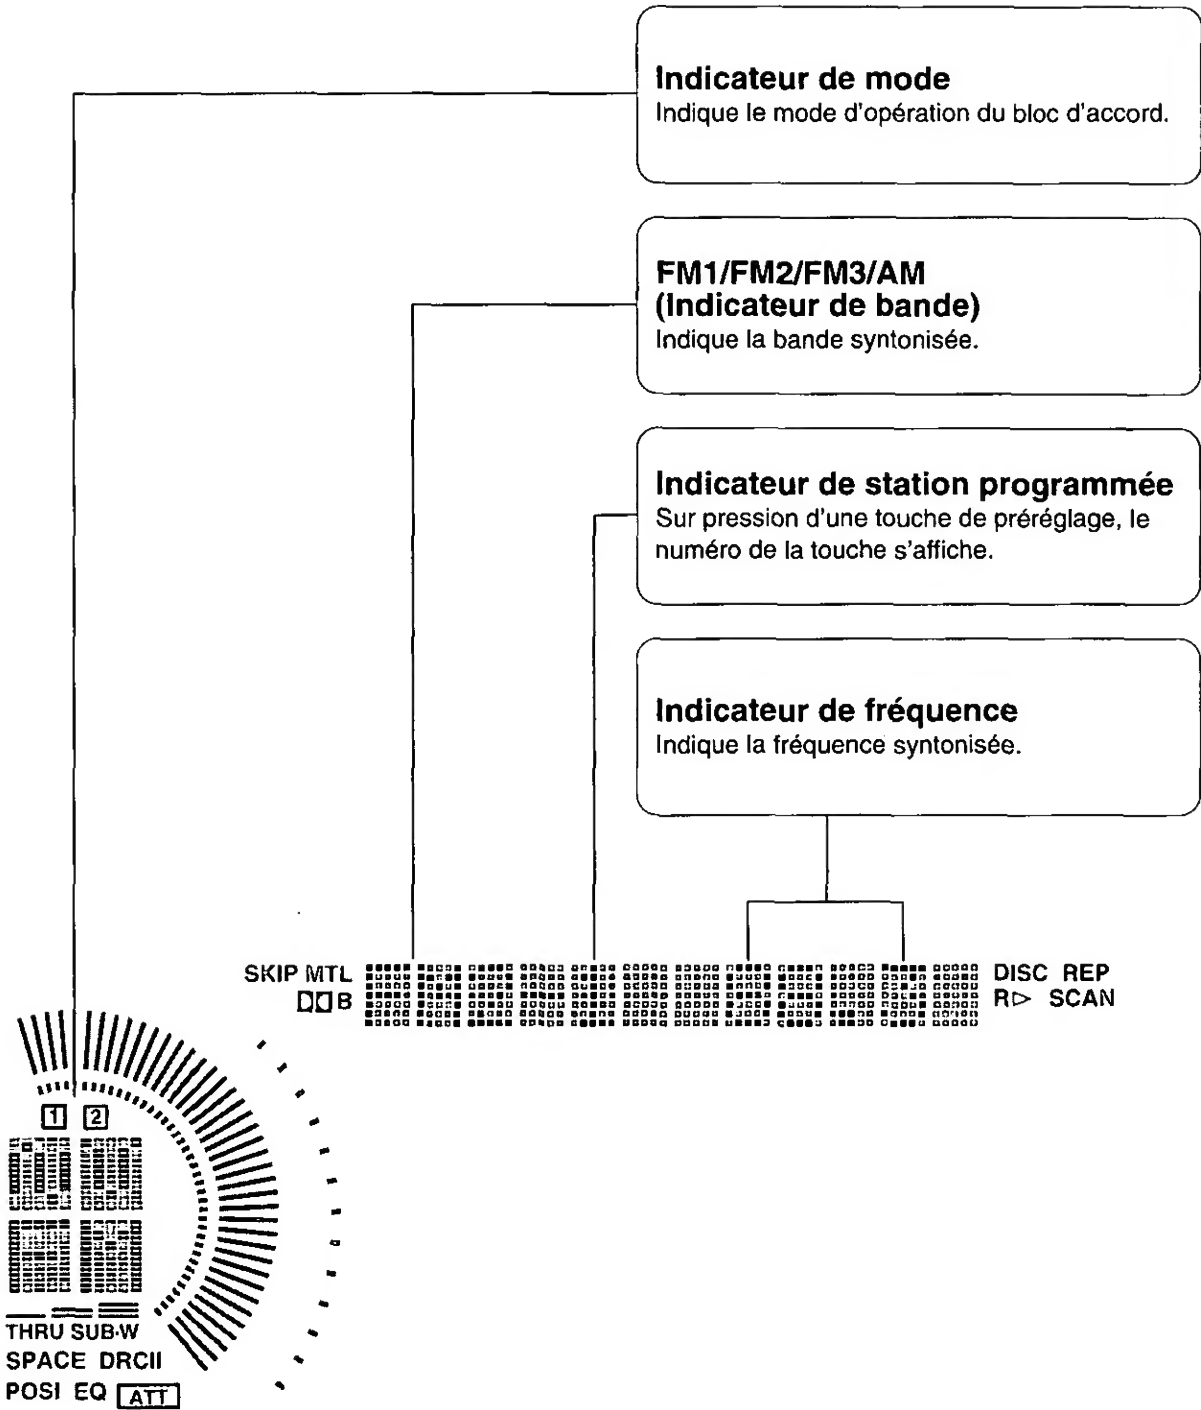 Indicateur de mode
Indique le mode d'opération du bloc d'accord.
FM1/FM2/FM3/AM
(Indicateur de bande)
Indique la bande syntonisée.
Indicateur de station programmée
Sur pression d'une touche de préréglage, le
numéro de la touche s'affiche.
Indicateur de fréquence
Indique la fréquence syntonisée.
SKIP MTL
B
DISC REP
R▷ SCAN
1 2
THRU SUB·W
SPACE DRCII
POSI EQ ATT